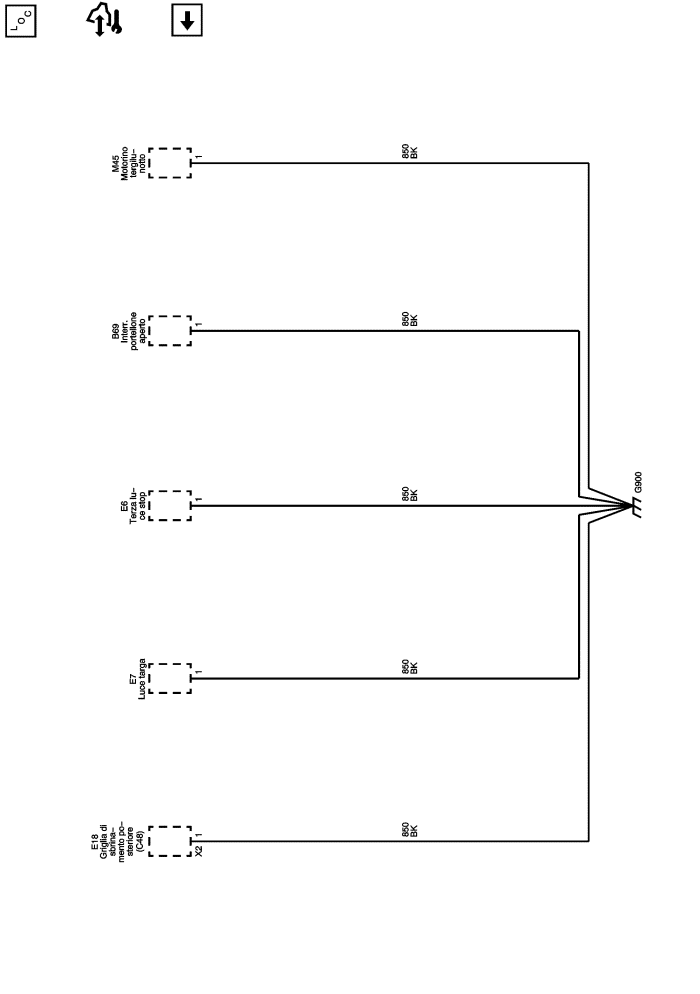 LOC
E18
Griglia di
sbrina-
mento po-
steriore
(C48)
X2
1
850
BK
E7
Luce targa
1
850
BK
E6
Terza lu-
ce stop
1
850
BK
B69
Interr.
portellone
aperto
1
850
BK
M45
Motorino
tergilu-
notto
1
850
BK
G900